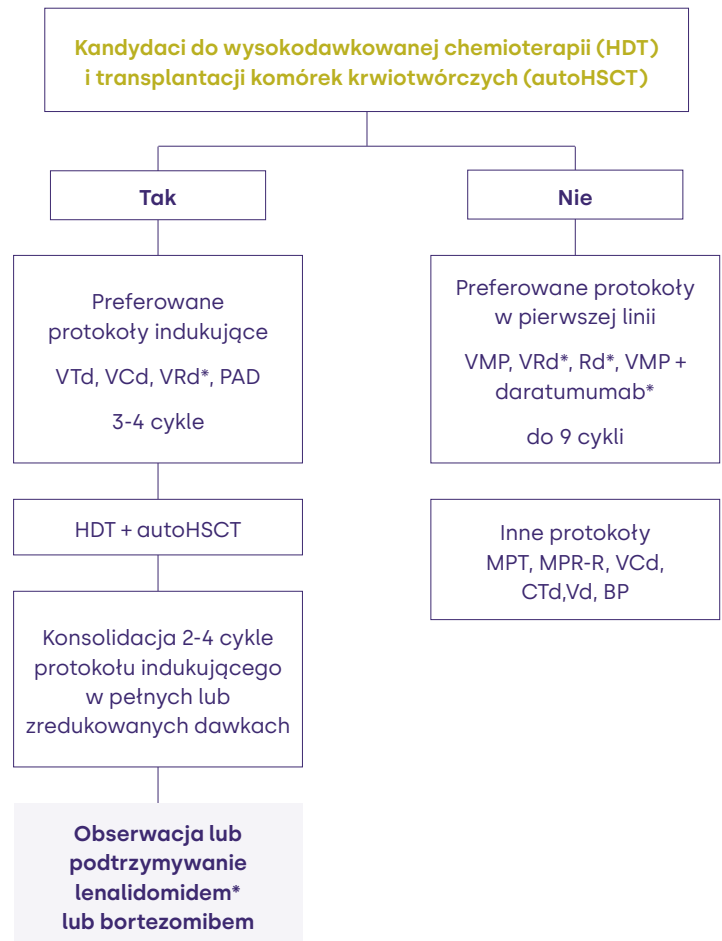 Kandydaci do wysokodawkowanej chemioterapii (HDT)
i transplantacji komórek krwiotwórczych (autoHSCT)
Tak
Preferowane
protokoły indukujące
VTd, VCd, VRd*, PAD
3-4 cykle
HDT + autoHSCT
Konsolidacja 2-4 cykle
protokołu indukującego
w pełnych lub
zredukowanych dawkach
Obserwacja lub
podtrzymywanie
lenalidomidem*
lub bortezomibem
Nie
Preferowane protokoły
w pierwszej linii
VMP, VRd*, Rd*, VMP +
daratumumab*
do 9 cykli
Inne protokoły
MPT, MPR-R, VCd,
CTd,Vd, BP